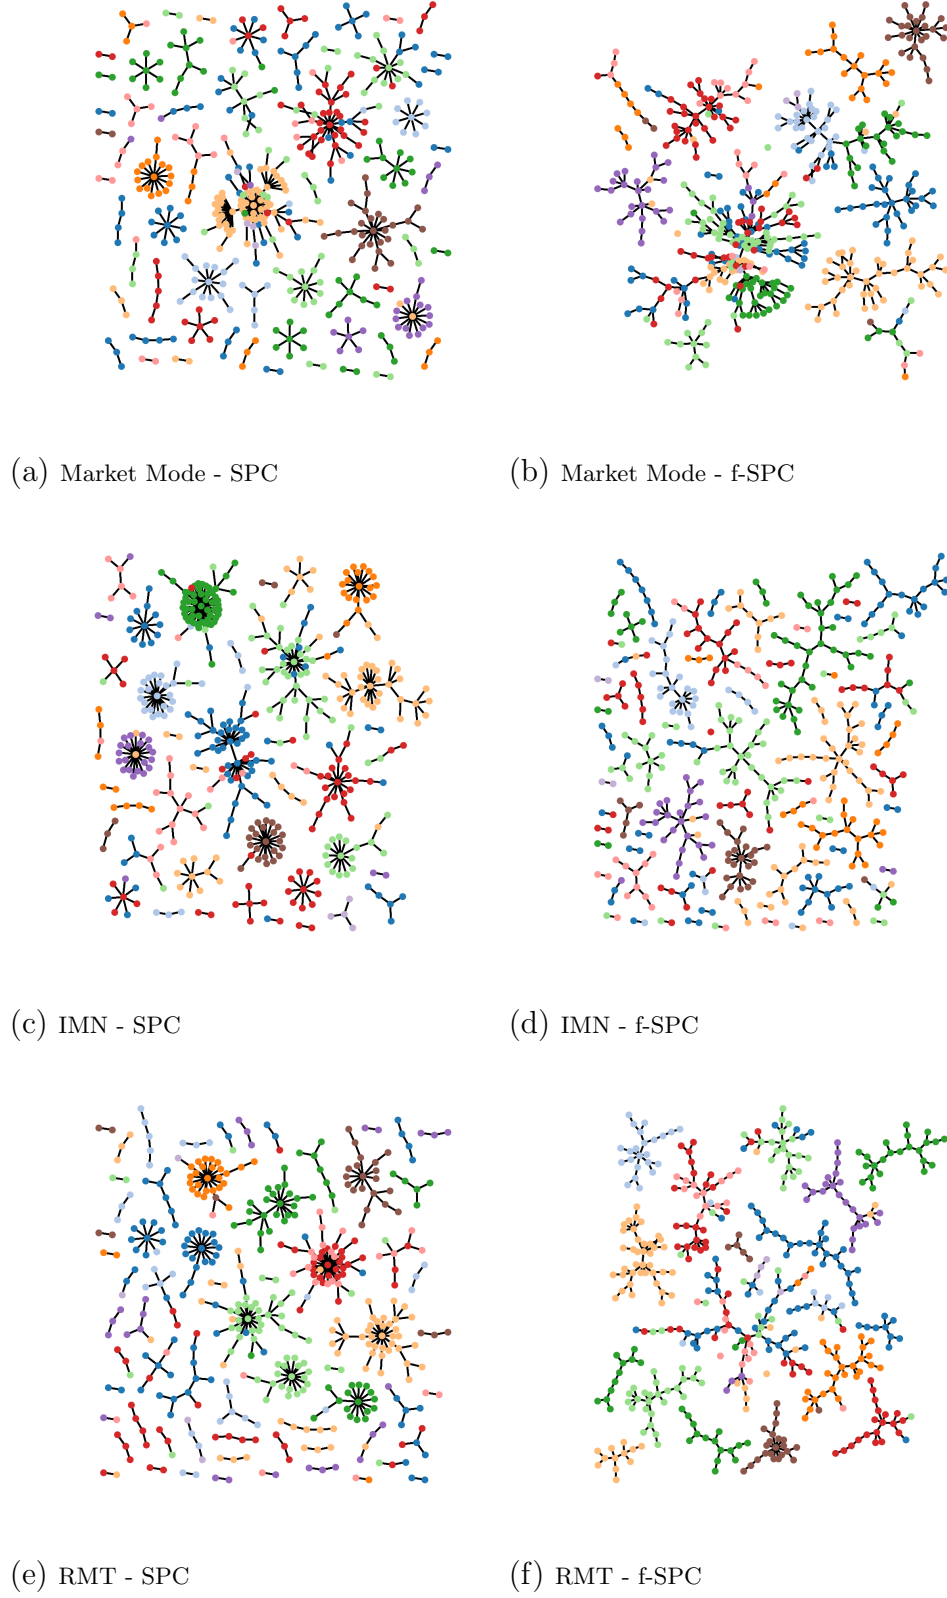 (a) Market Mode - SPC
(b) Market Mode - f-SPC
(c) IMN - SPC
(d) IMN - f-SPC
(e) RMT - SPC
(f) RMT - f-SPC